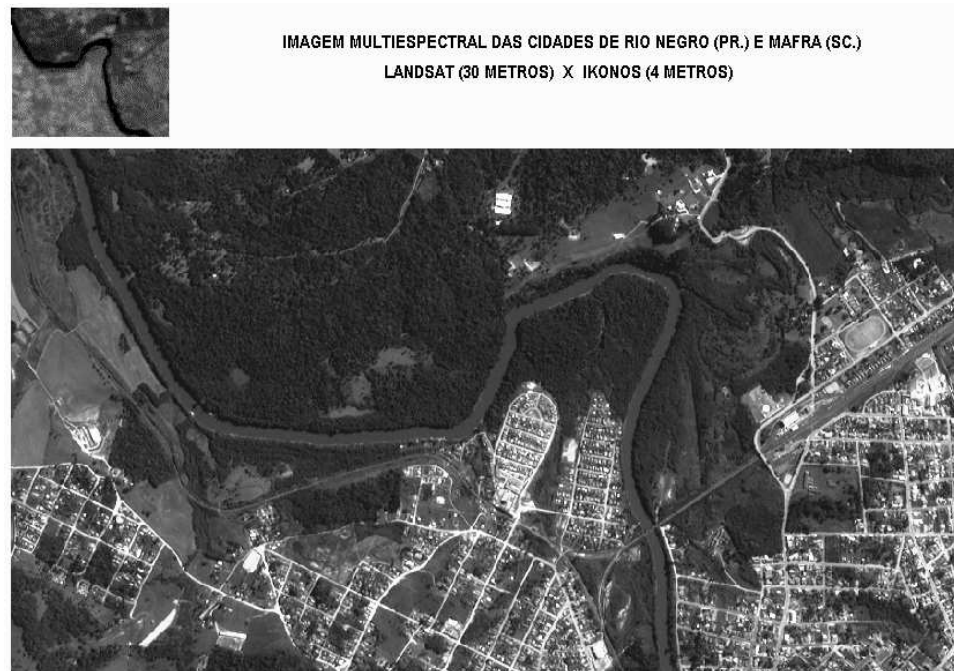 IMAGEM MULTIESPECTRAL DAS CIDADES DE RIO NEGRO (PR.) E MAFRA (SC.)
LANDSAT (30 METROS) X IKONOS (4 METROS)